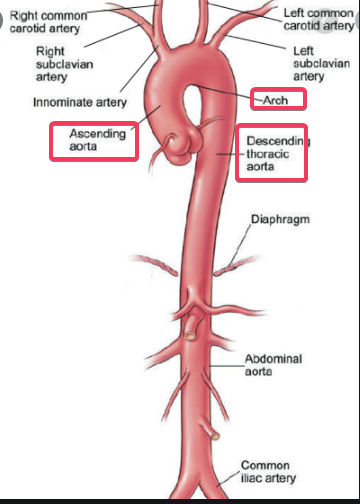 Right common
carotid artery
Left common
carotid artery
Right
subclavian
artery
Left
subclavian
artery
Innominate artery
Arch
Ascending
aorta
Descending
thoracic
aorta
Diaphragm
Abdominal
aorta
Common
iliac artery